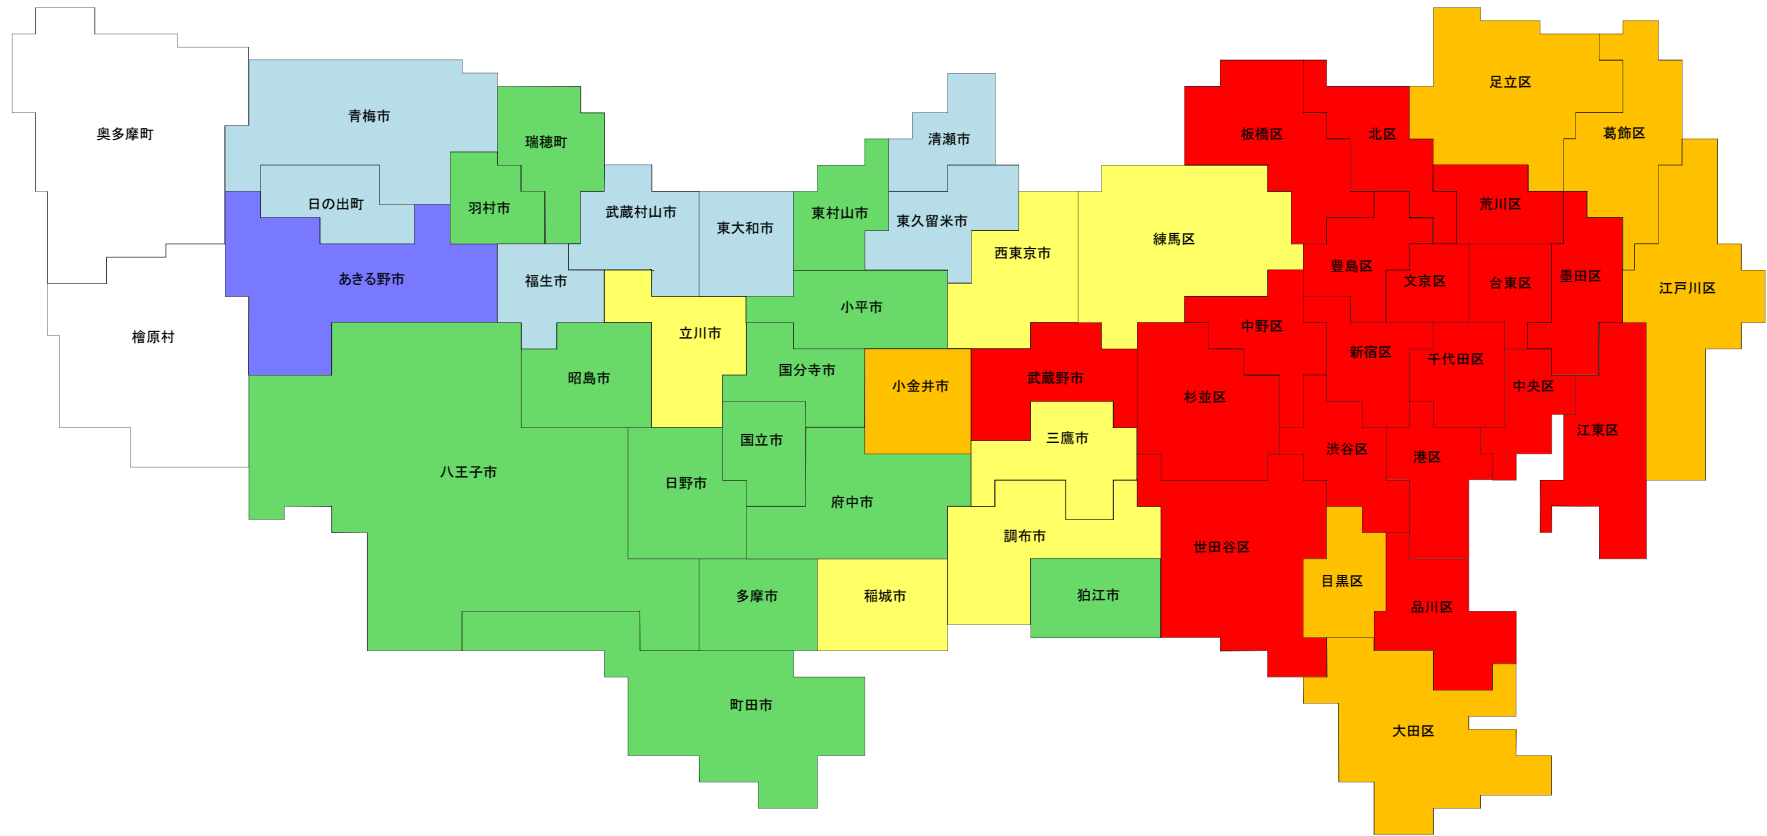 足立区
青梅市
奥多摩町
瑞穂町
清瀬市
板橋区
北区
葛飾区
日の出町
羽村市
武蔵村山市
東村山市
東久留米市
荒川区
東大和市
練馬区
西東京市
あきる野市
福生市
豊島区
文京区
台東区
墨田区
江戸川区
小平市
檜原村
立川市
中野区
新宿区
千代田区
国分寺市
昭島市
小金井市
武蔵野市
杉並区
中央区
国立市
三鷹市
江東区
渋谷区
港区
八王子市
日野市
府中市
調布市
世田谷区
目黒区
多摩市
稲城市
狛江市
品川区
町田市
大田区